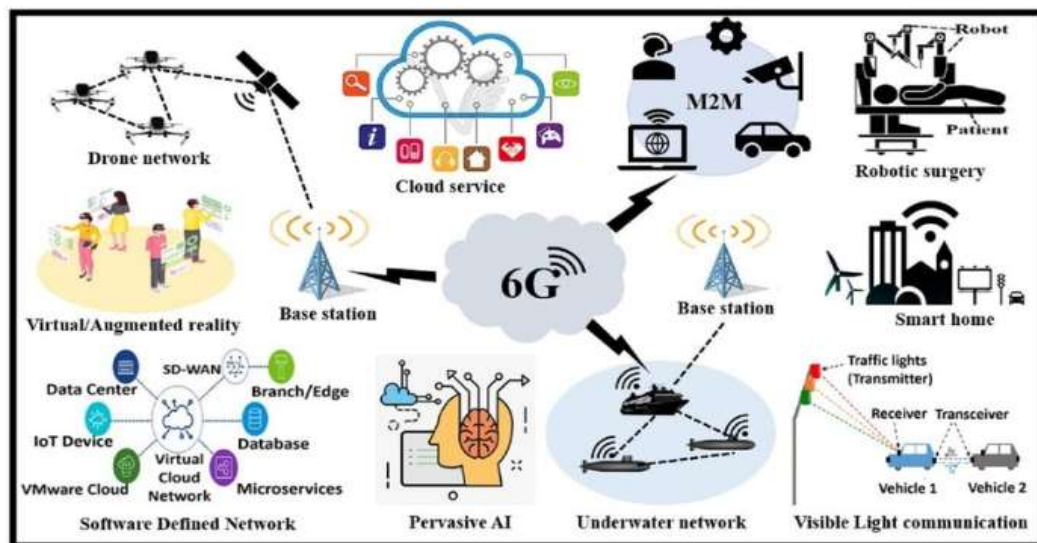 Robot
M2M
Patient
Drone network
Cloud service
Robotic surgery
6G
Base station
Base station
Virtual/Augmented reality
Smart home
Data Center
SD-WAN
Branch/Edge
IoT Device
Database
VMware Cloud
Virtual
Cloud
Network
Microservices
Traffic lights
(Transmitter)
Receiver
Transceiver
Vehicle 1
Vehicle 2
Software Defined Network
Pervasive AI
Underwater network
Visible Light communication